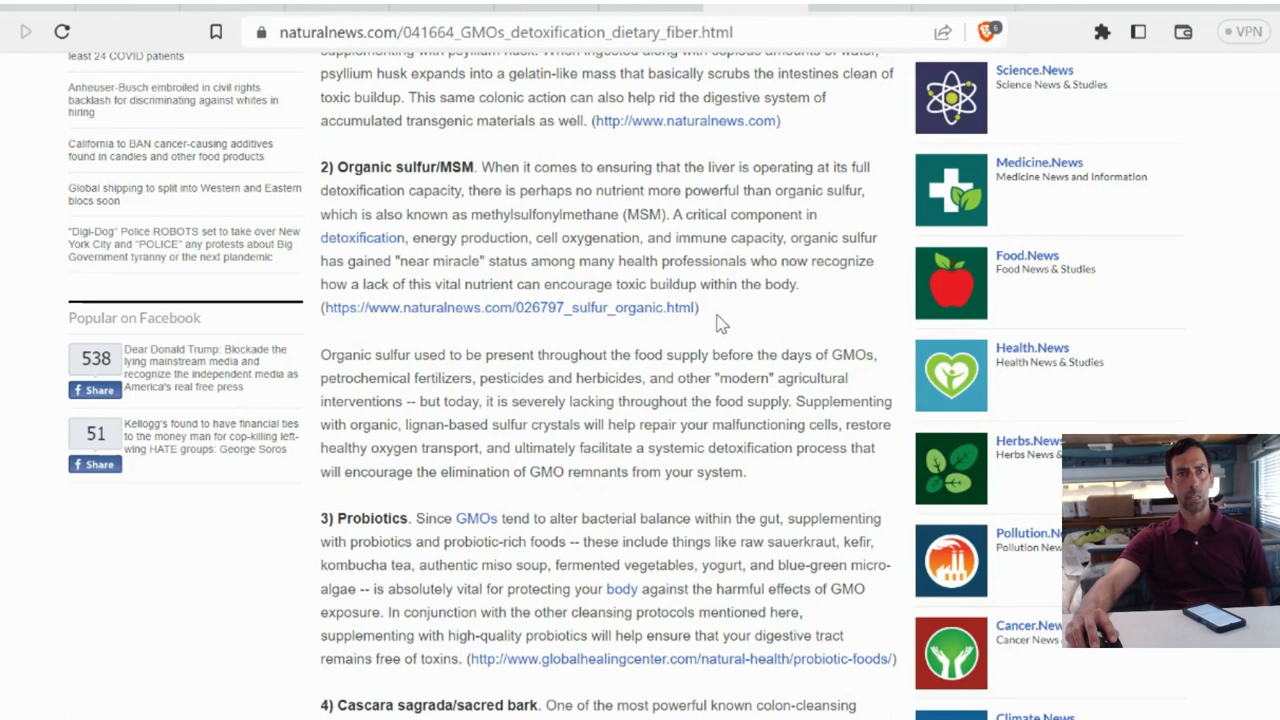 naturalnews.com/041664_GMOs_detoxification_dietary_fiber.html
6
VPN
least 24 COVID patients
Anheuser-Busch embroiled in civil rights
backlash for discriminating against whites in
hiring
California to BAN cancer-causing additives
found in candies and other food products
Global shipping to split into Western and Eastern
blocs soon
"Digi-Dog" Police ROBOTS set to take over New
York City and "POLICE" any protests about Big
Government tyranny or the next pandemic
Popular on Facebook
538
Share
Dear Donald Trump: Blockade the
lying mainstream media and
recognize the independent media as
America's real free press
51
Share
Kellogg's found to have financial ties
to the money man for cop-killing left-
wing HATE groups: George Soros
supplementing with psyllium husk. When ingested along with copious amounts of water,
psyllium husk expands into a gelatin-like mass that basically scrubs the intestines clean of
toxic buildup. This same colonic action can also help rid the digestive system of
accumulated transgenic materials as well. (http://www.naturalnews.com)
2) Organic sulfur/MSM. When it comes to ensuring that the liver is operating at its full
detoxification capacity, there is perhaps no nutrient more powerful than organic sulfur,
which is also known as methylsulfonylmethane (MSM). A critical component in
detoxification, energy production, cell oxygenation, and immune capacity, organic sulfur
has gained "near miracle" status among many health professionals who now recognize
how a lack of this vital nutrient can encourage toxic buildup within the body.
(https://www.naturalnews.com/026797_sulfur_organic.html)
Organic sulfur used to be present throughout the food supply before the days of GMOs,
petrochemical fertilizers, pesticides and herbicides, and other "modern" agricultural
interventions -- but today, it is severely lacking throughout the food supply. Supplementing
with organic, lignan-based sulfur crystals will help repair your malfunctioning cells, restore
healthy oxygen transport, and ultimately facilitate a systemic detoxification process that
will encourage the elimination of GMO remnants from your system.
3) Probiotics. Since GMOs tend to alter bacterial balance within the gut, supplementing
with probiotics and probiotic-rich foods -- these include things like raw sauerkraut, kefir,
kombucha tea, authentic miso soup, fermented vegetables, yogurt, and blue-green micro-
algae -- is absolutely vital for protecting your body against the harmful effects of GMO
exposure. In conjunction with the other cleansing protocols mentioned here,
supplementing with high-quality probiotics will help ensure that your digestive tract
remains free of toxins. (http://www.globalhealingcenter.com/natural-health/probiotic-foods/)
4) Cascara sagrada/sacred bark. One of the most powerful known colon-cleansing
Science.News
Science News & Studies
Medicine.News
Medicine News and Information
Food.News
Food News & Studies
Health.News
Health News & Studies
Herbs.News
Herbs News &
Pollution.
Pollution New
Cancer.New
Cancer News
Climate.News